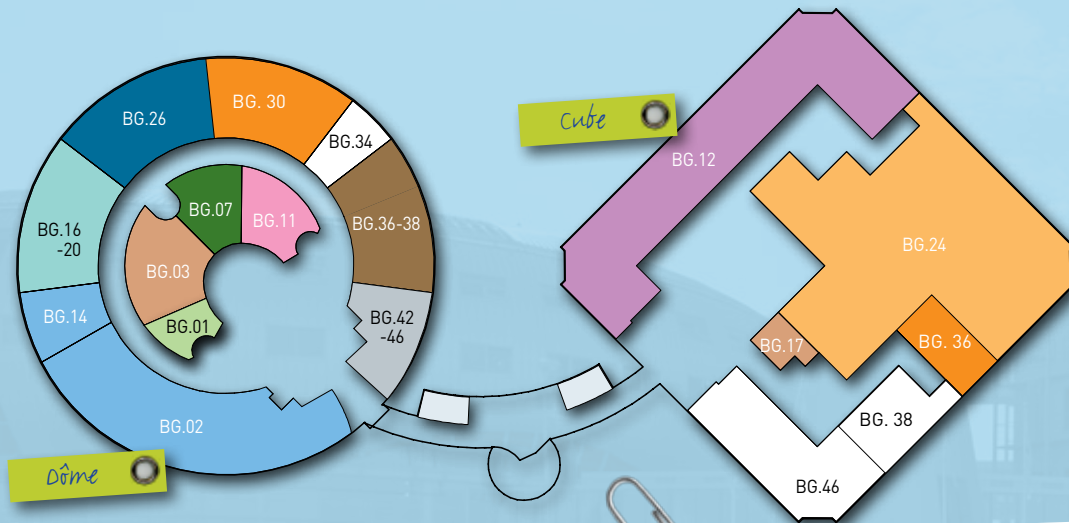 BG.26
BG. 30
BG.34
BG.16
-20
BG.07
BG.11
BG.36-38
BG.03
BG.14
BG.01
BG.42
-46
BG.02
Dôme
Cube
BG.12
BG.24
BG.17
BG. 36
BG. 38
BG.46